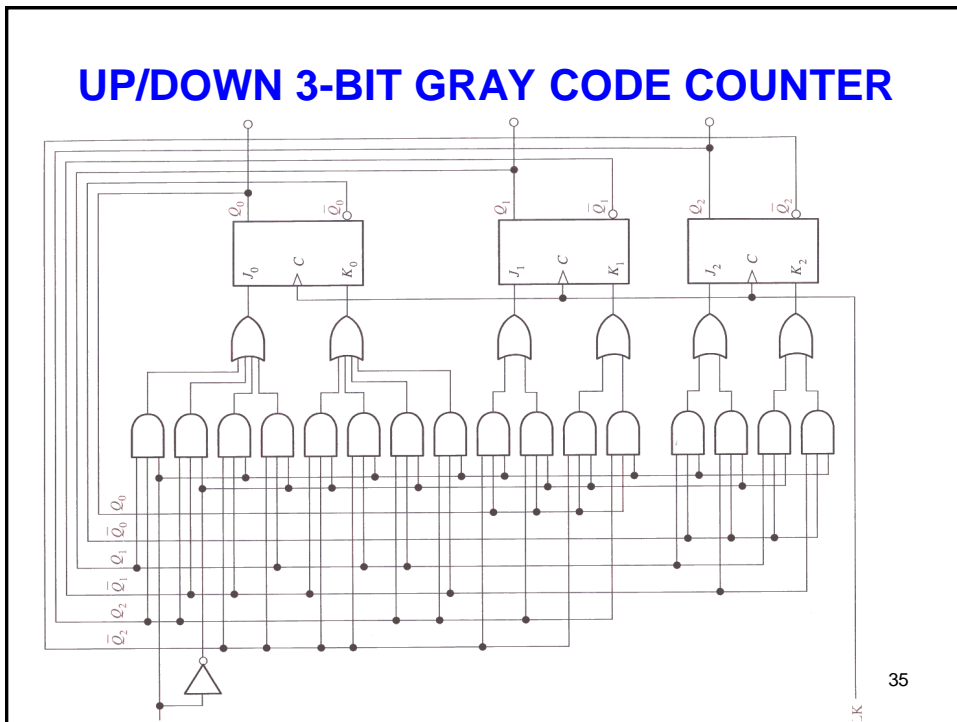 UP/DOWN 3-BIT GRAY CODE COUNTER
Q0
Q̅0
Q1
Q̅1
Q2
Q̅2
J0
C
K0
J1
C
K1
J2
C
K2
Q0
Q̅0
Q1
Q̅1
Q2
Q̅2
LK
35